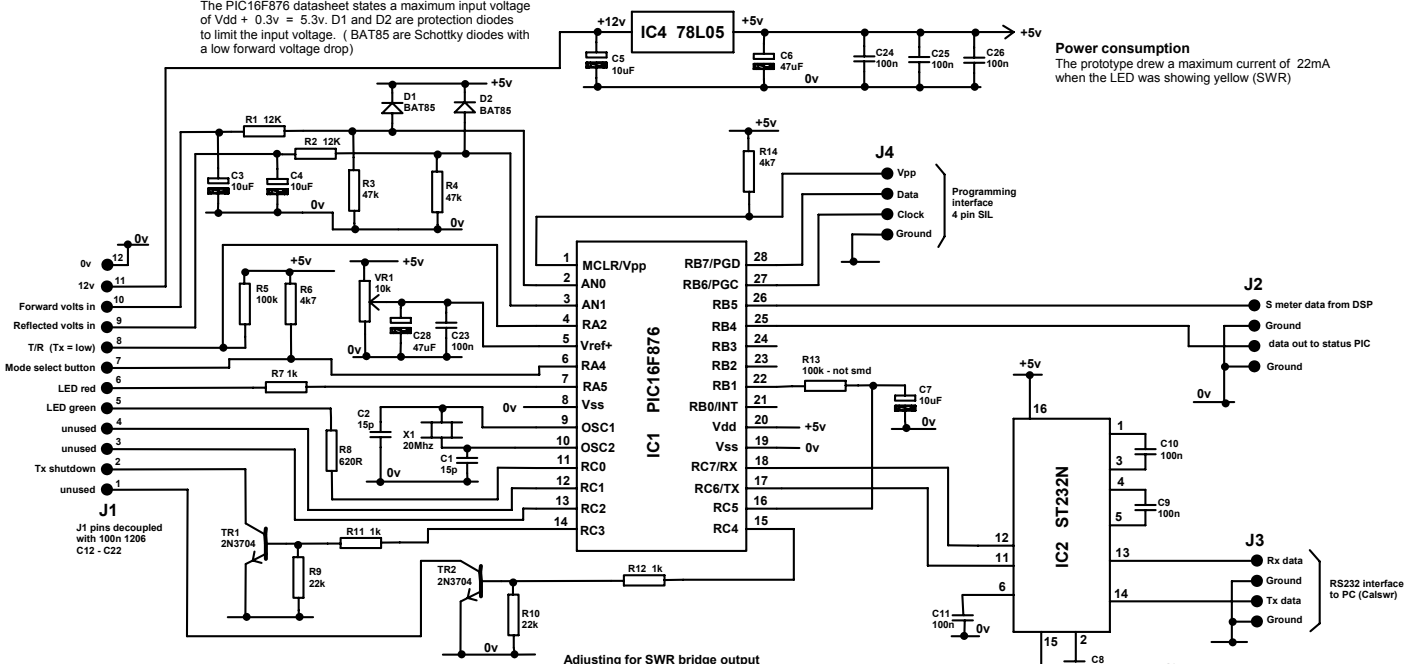 The PIC16F876 datasheet states a maximum input voltage
of Vdd + 0.3v = 5.3v. D1 and D2 are protection diodes
to limit the input voltage. ( BAT85 are Schottky diodes with
a low forward voltage drop)
+12v
IC4 78L05
+5v
+5v
C5
10uF
C6
47uF
0v
C24
100n
C25
100n
C26
100n
Power consumption
The prototype drew a maximum current of 22mA
when the LED was showing yellow (SWR)
+5v
D1
BAT85
D2
BAT85
R1 12K
R2 12K
C3
10uF
C4
10uF
R3
47k
R4
47k
0v
0v
+5v
R14
4k7
J4
Vpp
Data
Clock
Ground
Programming
interface
4 pin SIL
0v
0v 12
12v 11
Forward volts in 10
Reflected volts in 9
T/R (Tx = low) 8
Mode select button 7
LED red 6
LED green 5
unused 4
unused 3
Tx shutdown 2
unused 1
J1
J1 pins decoupled
with 100n 1206
C12 - C22
+5v
R5
100k
R6
4k7
+5v
VR1
10k
0v
C28
47uF
C23
100n
R7 1k
0v
C2
15p
X1
20Mhz
C1
15p
0v
R8
620R
IC1 PIC16F876
1 MCLR/Vpp
2 AN0
3 AN1
4 RA2
5 Vref+
6 RA4
7 RA5
8 Vss
9 OSC1
10 OSC2
11 RC0
12 RC1
13 RC2
14 RC3
RB7/PGD 28
RB6/PGC 27
RB5 26
RB4 25
RB3 24
RB2 23
RB1 22
RB0/INT 21
Vdd 20 +5v
Vss 19 0v
RC7/RX 18
RC6/TX 17
RC5 16
RC4 15
R13
100k - not smd
C7
10uF
0v
J2
S meter data from DSP
Ground
data out to status PIC
Ground
0v
+5v
16
IC2 ST232N
1
3
4
5
C10
100n
C9
100n
12
11
6
13
14
15
2
C11
100n
0v
C8
J3
Rx data
Ground
Tx data
Ground
RS232 interface
to PC (Calswr)
TR1
2N3704
R11 1k
R9
22k
TR2
2N3704
R12 1k
R10
22k
0v
Adjusting for SWR bridge output